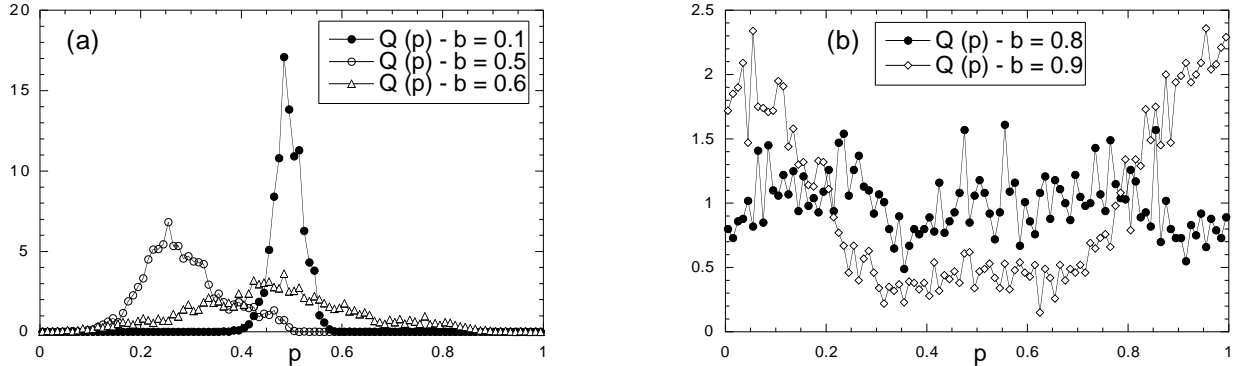 (a)
Q (p) - b = 0.1
Q (p) - b = 0.5
Q (p) - b = 0.6
20
15
10
5
0
0 0.2 0.4 0.6 0.8 1
p
(b)
Q (p) - b = 0.8
Q (p) - b = 0.9
2.5
2
1.5
1
0.5
0
0 0.2 0.4 0.6 0.8 1
p